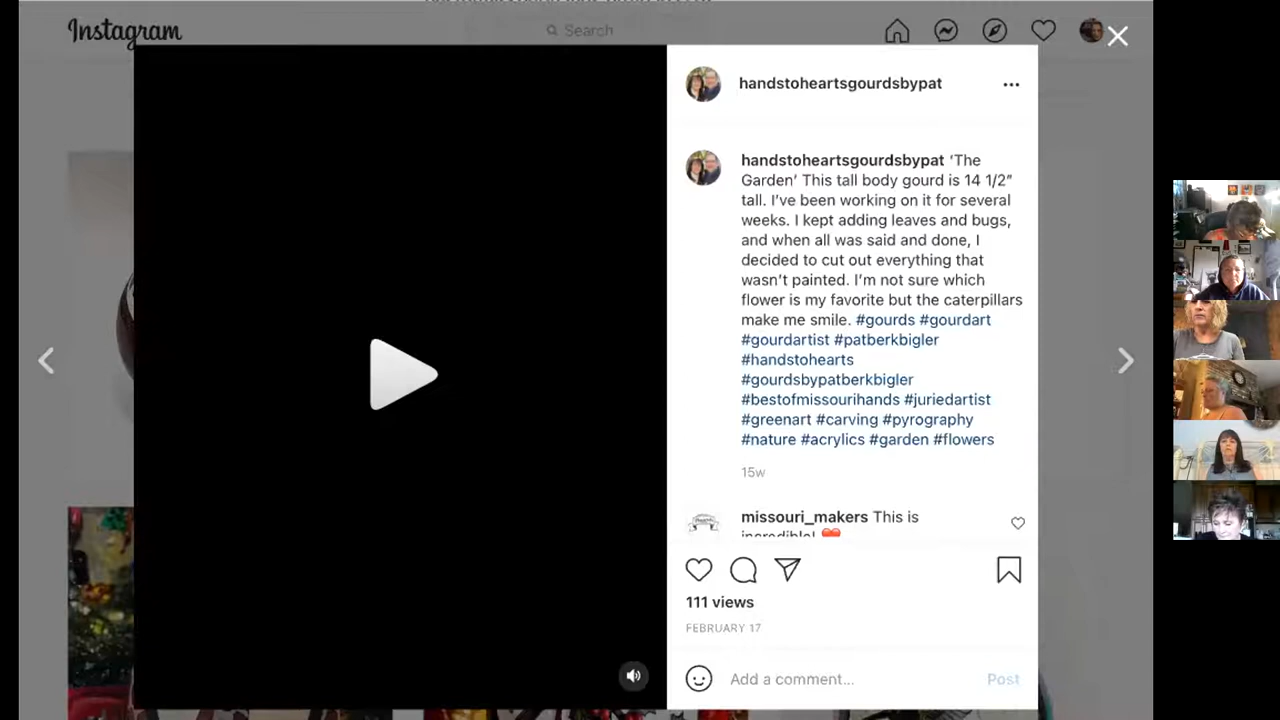 Instagram
Search
handstoheartsgourdsbypat
handstoheartsgourdsbypat ‘The
Garden’ This tall body gourd is 14 1/2”
tall. I’ve been working on it for several
weeks. I kept adding leaves and bugs,
and when all was said and done, I
decided to cut out everything that
wasn’t painted. I’m not sure which
flower is my favorite but the caterpillars
make me smile. #gourds #gourdart
#gourdartist #patberkbigler
#handstohearts
#gourdsbypatberkbigler
#bestofmissourihands #juriedartist
#greenart #carving #pyrography
#nature #acrylics #garden #flowers
15w
missouri_makers This is
incredible! ❤️
111 views
FEBRUARY 17
Add a comment...
Post